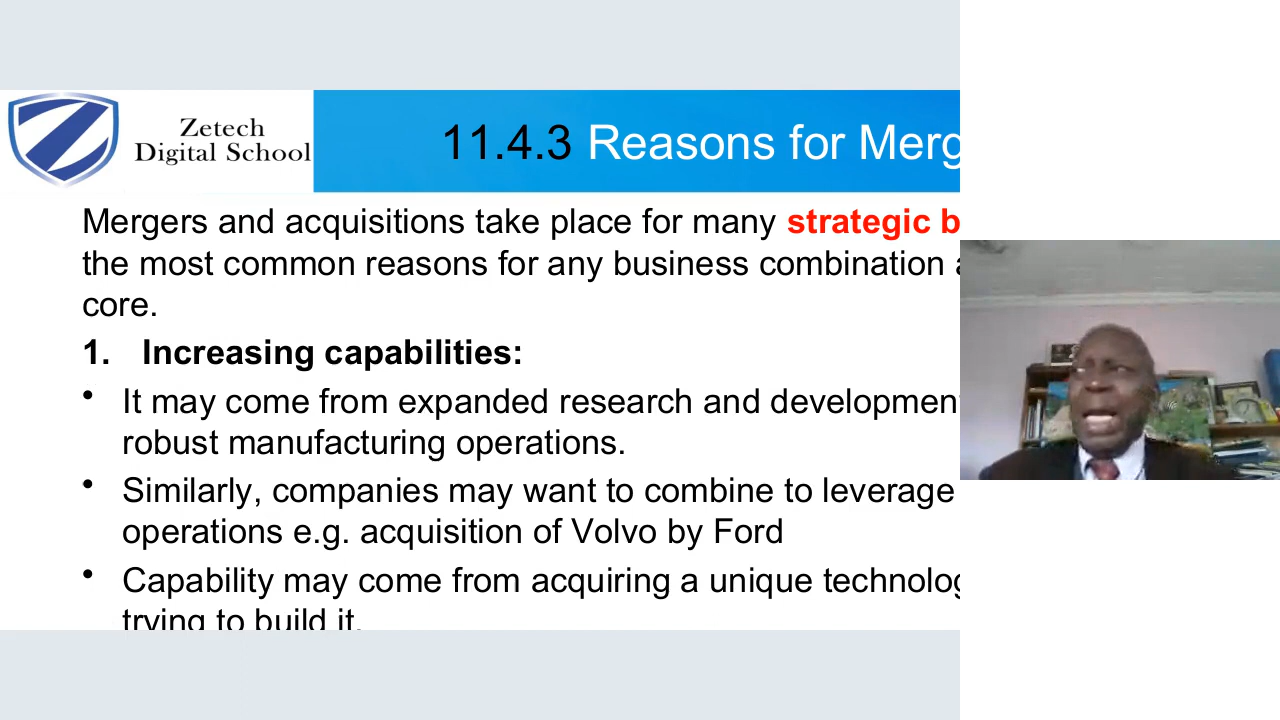 Zetech
Digital School
11.4.3 Reasons for Merg
Mergers and acquisitions take place for many strategic b
the most common reasons for any business combination a
core.
1. Increasing capabilities:
• It may come from expanded research and development
robust manufacturing operations.
• Similarly, companies may want to combine to leverage
operations e.g. acquisition of Volvo by Ford
• Capability may come from acquiring a unique technolog
trying to build it.